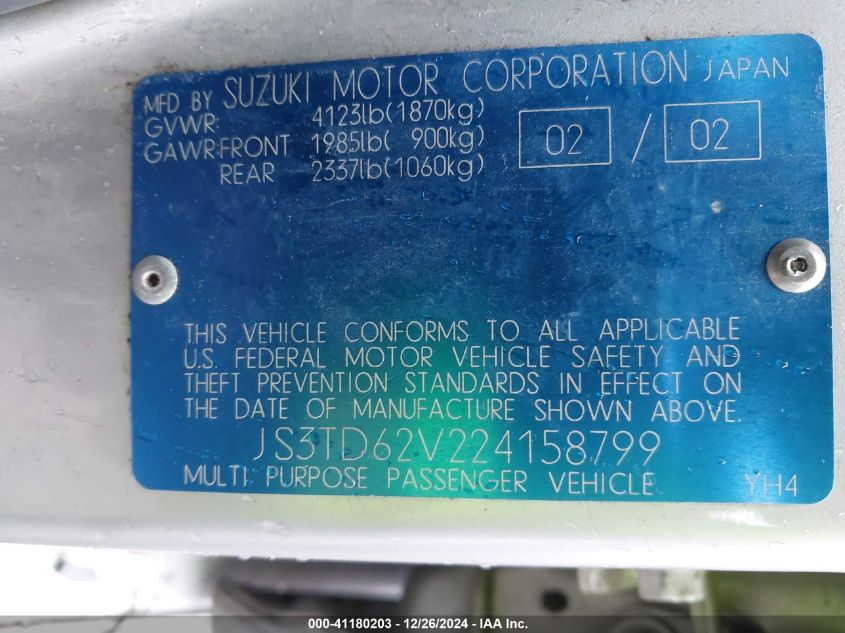 MFD BY SUZUKI MOTOR CORPORATION JAPAN
GVWR: 4123lb(1870kg)
GAWR:FRONT 1985lb( 900kg) 02 / 02
REAR 2337lb(1060kg)
THIS VEHICLE CONFORMS TO ALL APPLICABLE
U.S. FEDERAL MOTOR VEHICLE SAFETY AND
THEFT PREVENTION STANDARDS IN EFFECT ON
THE DATE OF MANUFACTURE SHOWN ABOVE.
JS3TD62V224158799
MULTI PURPOSE PASSENGER VEHICLE YH4
000-41180203 - 12/26/2024 - IAA Inc.